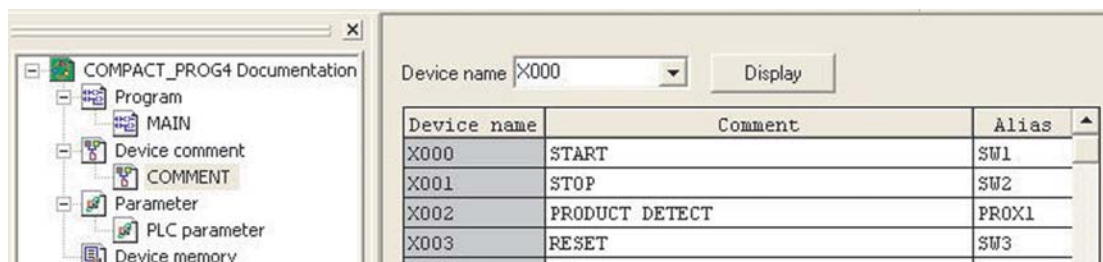 COMPACT_PROG4 Documentation
Program
MAIN
Device comment
COMMENT
Parameter
PLC parameter
Device memory
Device name X000 Display
Device name Comment Alias
X000 START SW1
X001 STOP SW2
X002 PRODUCT DETECT PROX1
X003 RESET SW3